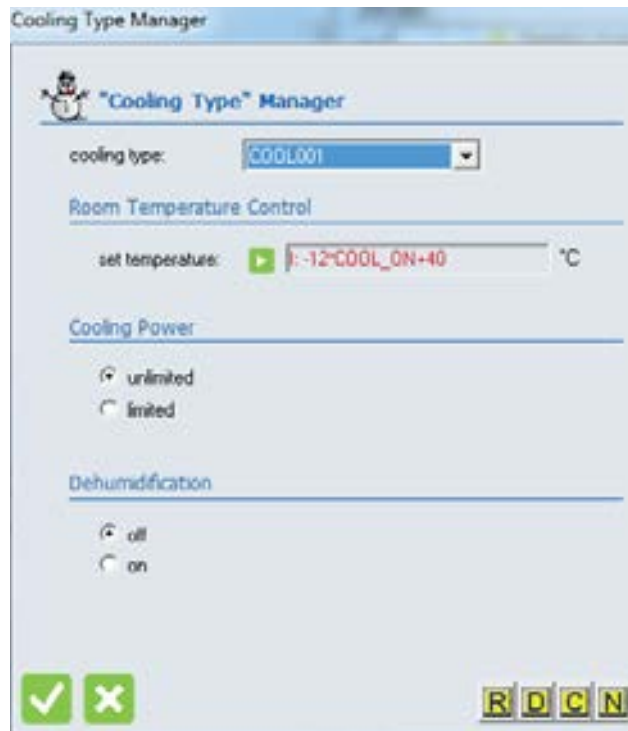 Cooling Type Manager
"Cooling Type" Manager
cooling type: COOL001
Room Temperature Control
set temperature: I: -12*COOL_ON+40 °C
Cooling Power
unlimited
limited
Dehumidification
off
on
R D C N